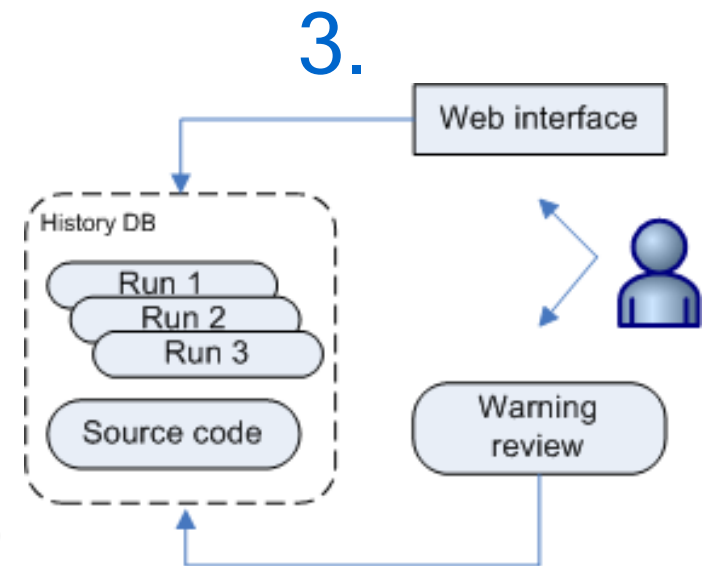 3.
Web interface
History DB
Run 1
Run 2
Run 3
Source code
Warning
review